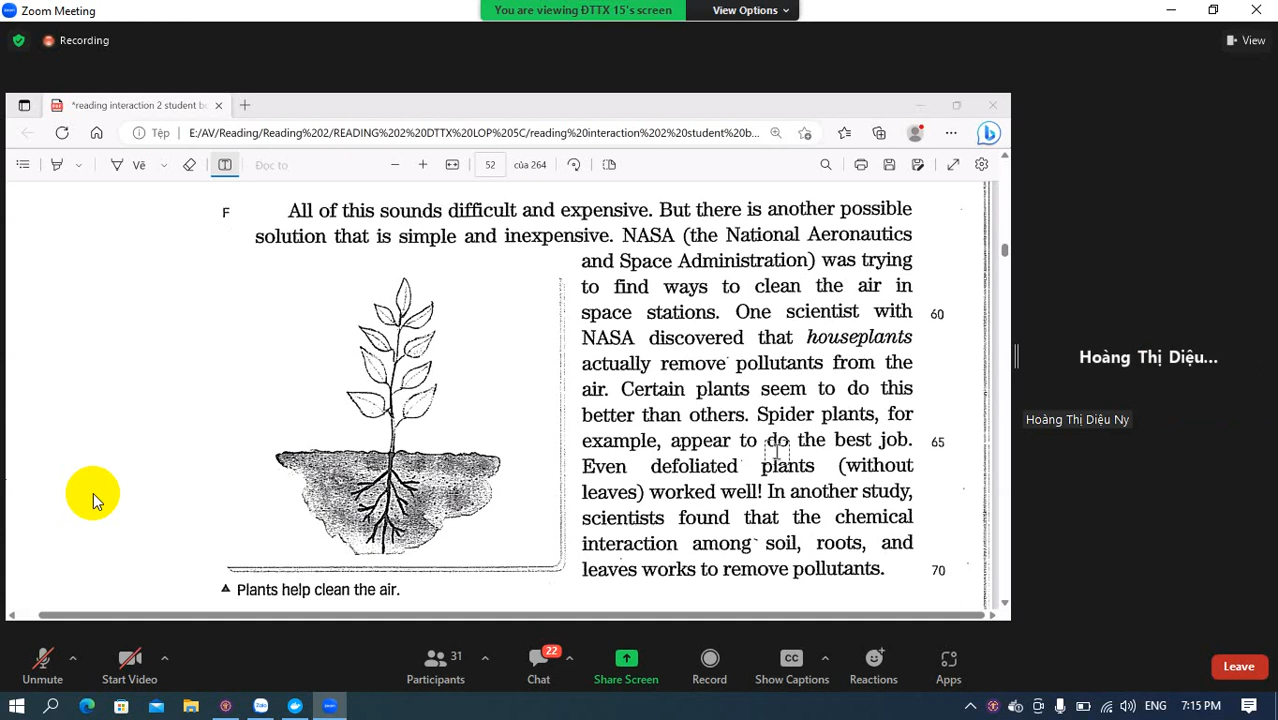 Zoom Meeting
You are viewing ĐTTX 15's screen
View Options
Recording
View
*reading interaction 2 student bo
Tệp
E:/AV/Reading/Reading%202/READING%202%20DTTX%20LOP%205C/reading%20interaction%202%20student%20b...
Vẽ
Đọc to
52
của 264
F
All of this sounds difficult and expensive. But there is another possible
solution that is simple and inexpensive. NASA (the National Aeronautics
and Space Administration) was trying
to find ways to clean the air in
space stations. One scientist with 60
NASA discovered that houseplants
actually remove pollutants from the
air. Certain plants seem to do this
better than others. Spider plants, for
example, appear to do the best job. 65
Even defoliated plants (without
leaves) worked well! In another study,
scientists found that the chemical
interaction among soil, roots, and
leaves works to remove pollutants. 70
Plants help clean the air.
Hoàng Thị Diệu...
Hoàng Thị Diệu Ny
Unmute
Start Video
31
Participants
22
Chat
Share Screen
Record
CC
Show Captions
Reactions
Apps
Leave
Zalo
ENG
7:15 PM